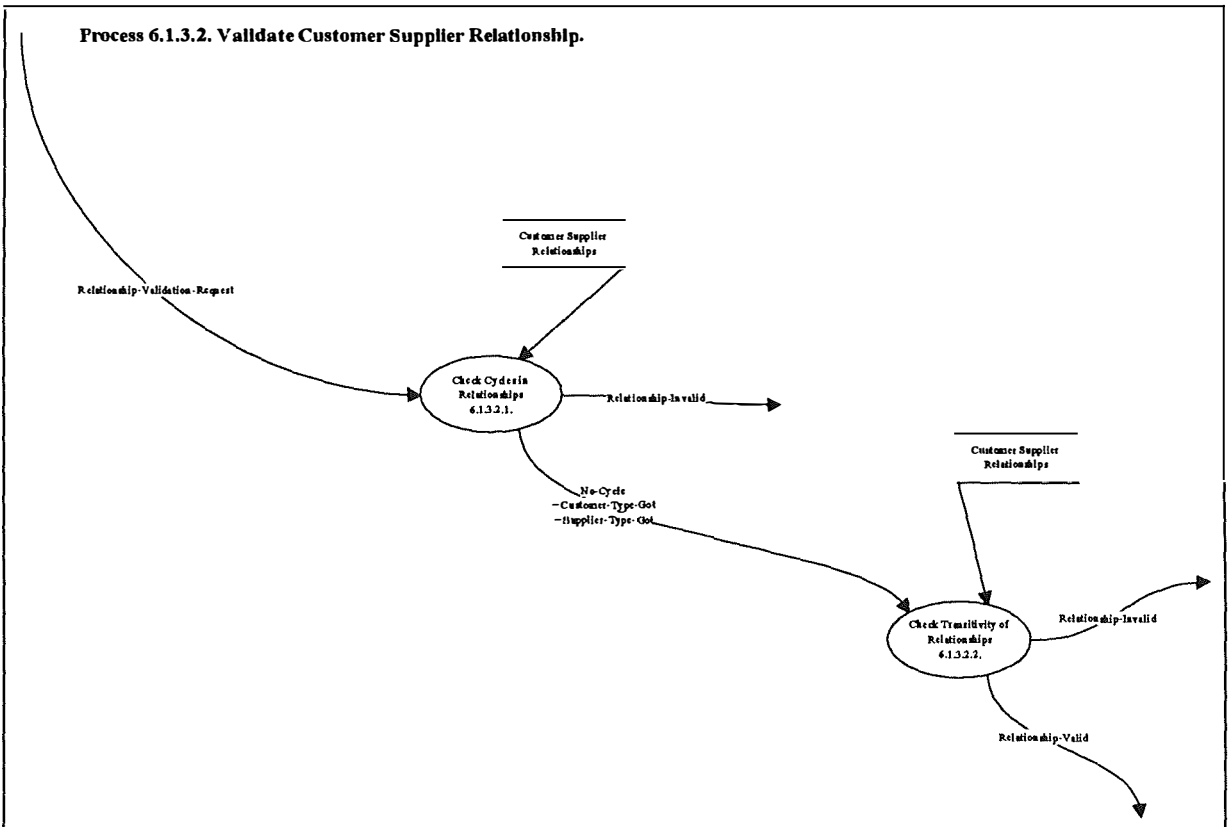 Process 6.1.3.2. Validate Customer Supplier Relationship.
Customer Supplier
Relationships
Relationship-Validation-Request
Check Cycles in
Relationships
6.1.3.2.1.
Relationship-Invalid
Customer Supplier
Relationships
No-Cycle
-Customer-Type-Got
-Supplier-Type-Got
Check Transitivity of
Relationships
6.1.3.2.2.
Relationship-Invalid
Relationship-Valid